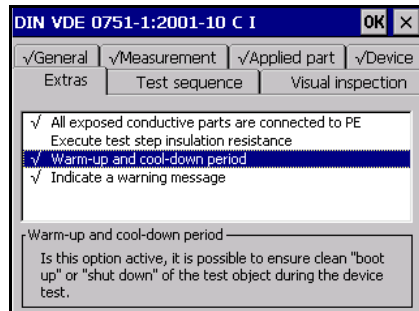 DIN VDE 0751-1:2001-10 C I OK ×
√General √Measurement √Applied part √Device
Extras Test sequence Visual inspection
√ All exposed conductive parts are connected to PE
Execute test step insulation resistance
√ Warm-up and cool-down period
√ Indicate a warning message
Warm-up and cool-down period
Is this option active, it is possible to ensure clean "boot
up" or "shut down" of the test object during the device
test.